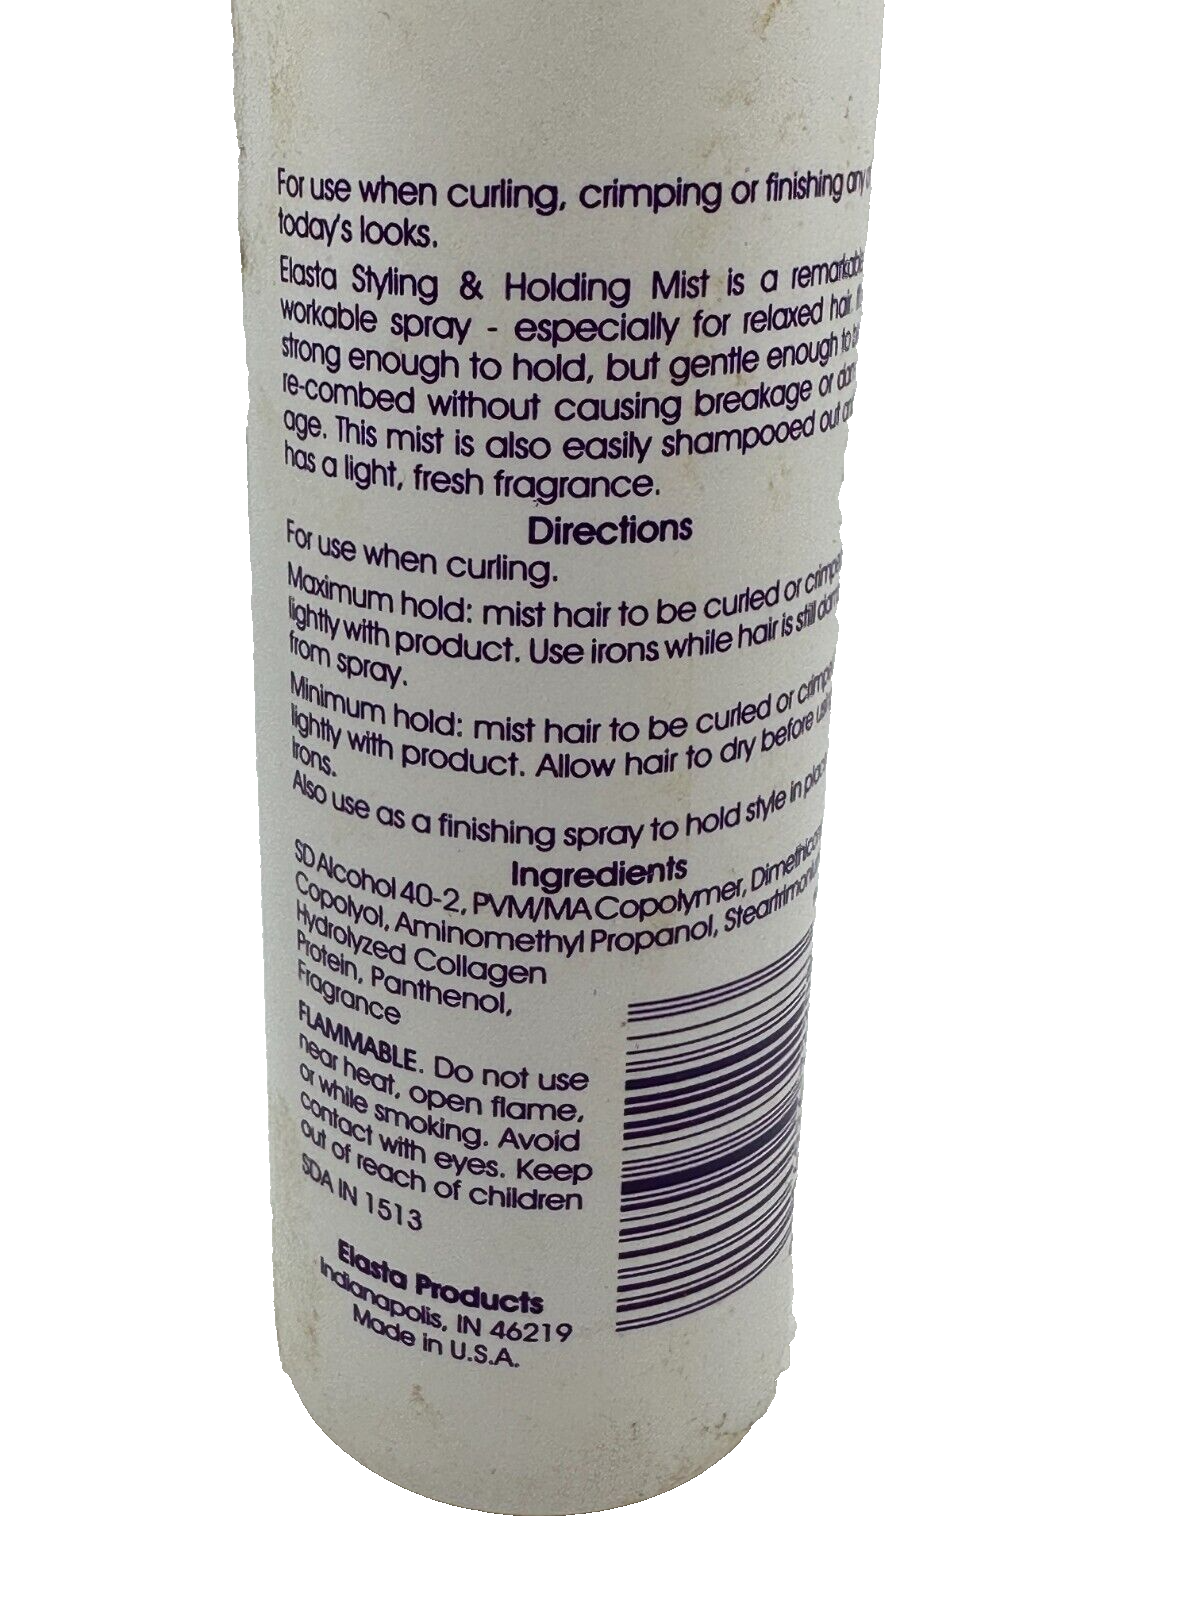 For use when curling, crimping or finishing any
today's looks.
Elasta Styling & Holding Mist is a remarkable
workable spray - especially for relaxed hair.
strong enough to hold, but gentle enough to
re-combed without causing breakage or dam
age. This mist is also easily shampooed out
has a light, fresh fragrance.
Directions
For use when curling.
Maximum hold: mist hair to be curled or crimpe
lightly with product. Use irons while hair is still damp
from spray.
Minimum hold: mist hair to be curled or crimpe
lightly with product. Allow hair to dry before
Irons.
Also use as a finishing spray to hold style in plac
Ingredients
SD Alcohol 40-2, PVM/MA Copolymer, Dimethicon
Copolyol, Aminomethyl Propanol, Steartrimoniu
Hydrolyzed Collagen
Protein, Panthenol,
Fragrance
FLAMMABLE. Do not use
near heat, open flame,
or while smoking. Avoid
contact with eyes. Keep
out of reach of children
SDA IN 1513
Elasta Products
Indianapolis, IN 46219
Made in U.S.A.